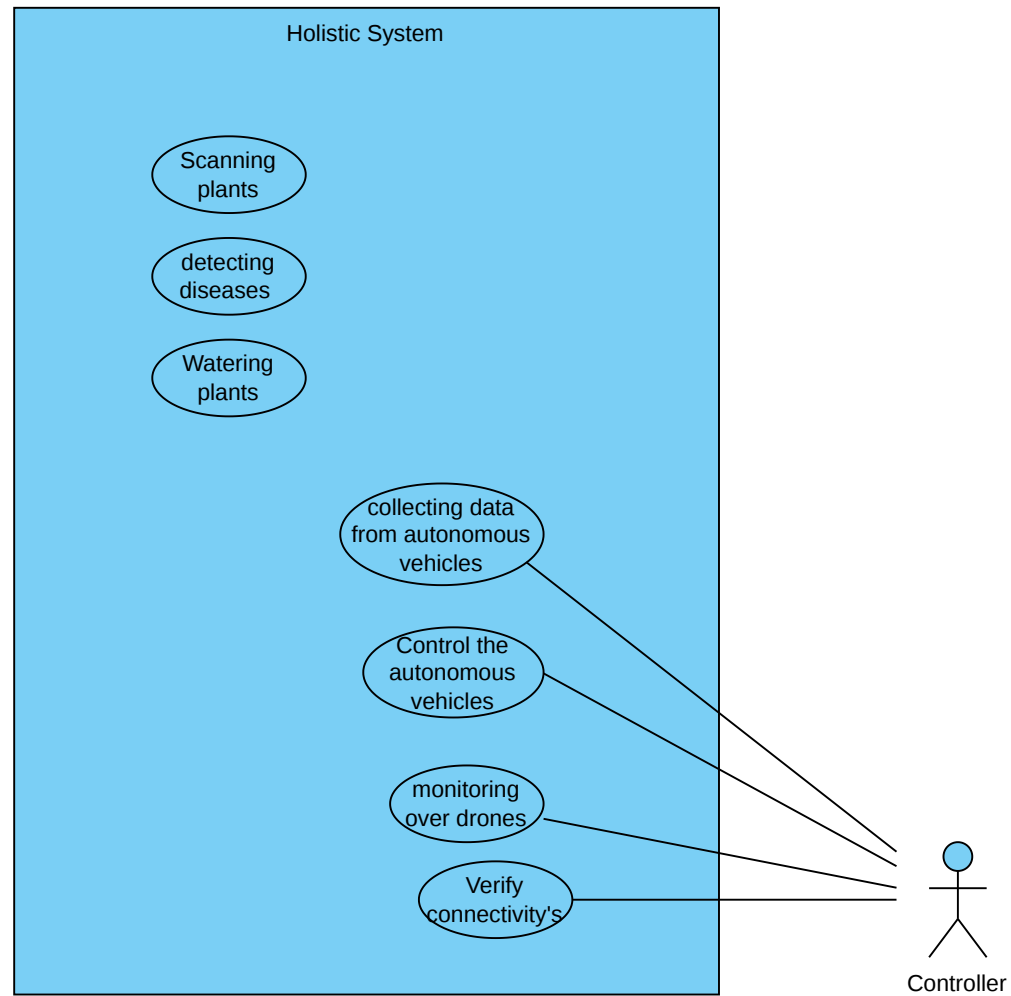 Holistic System
Scanning
plants
detecting
diseases
Watering
plants
collecting data
from autonomous
vehicles
Control the
autonomous
vehicles
monitoring
over drones
Verify
connectivity's
Controller